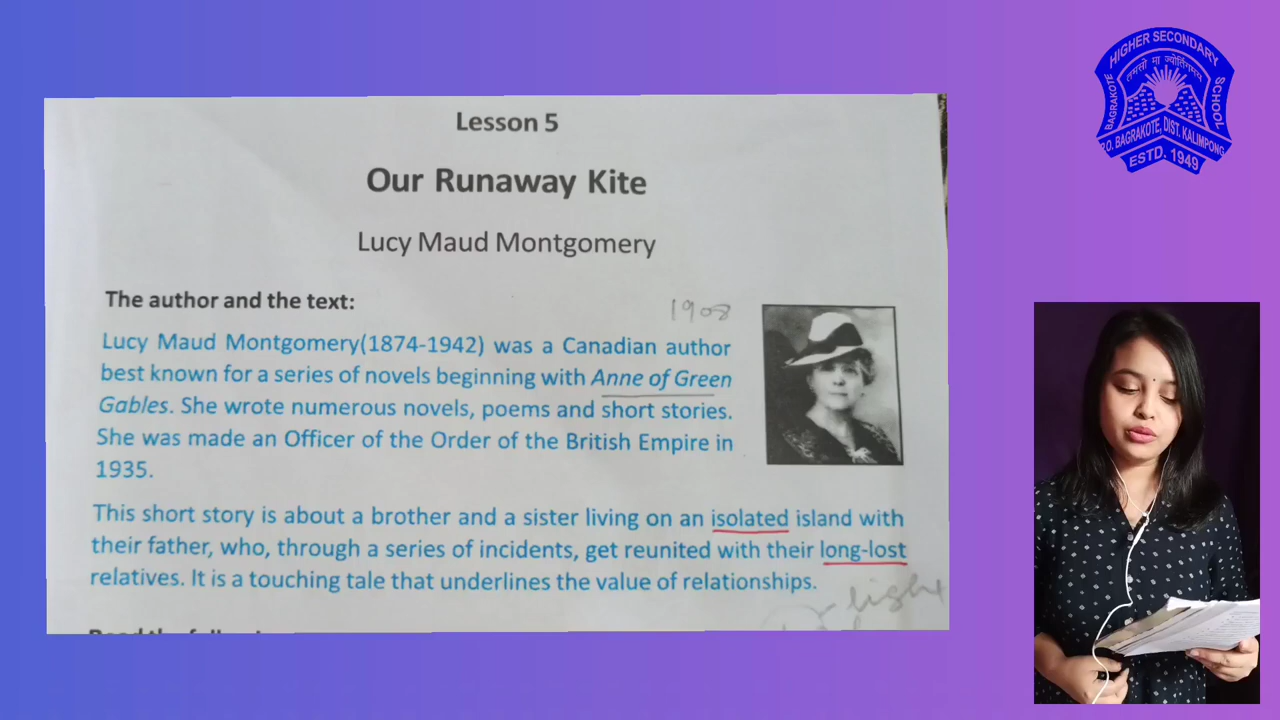 Lesson 5
Our Runaway Kite
Lucy Maud Montgomery
The author and the text:
1908
Lucy Maud Montgomery(1874-1942) was a Canadian author
best known for a series of novels beginning with Anne of Green
Gables. She wrote numerous novels, poems and short stories.
She was made an Officer of the Order of the British Empire in
1935.
This short story is about a brother and a sister living on an isolated island with
their father, who, through a series of incidents, get reunited with their long-lost
relatives. It is a touching tale that underlines the value of relationships.
BAGRAKOTE HIGHER SECONDARY SCHOOL
तमसो मा ज्योर्तिगमय
P.O. BAGRAKOTE, DIST. KALIMPONG
ESTD. 1949